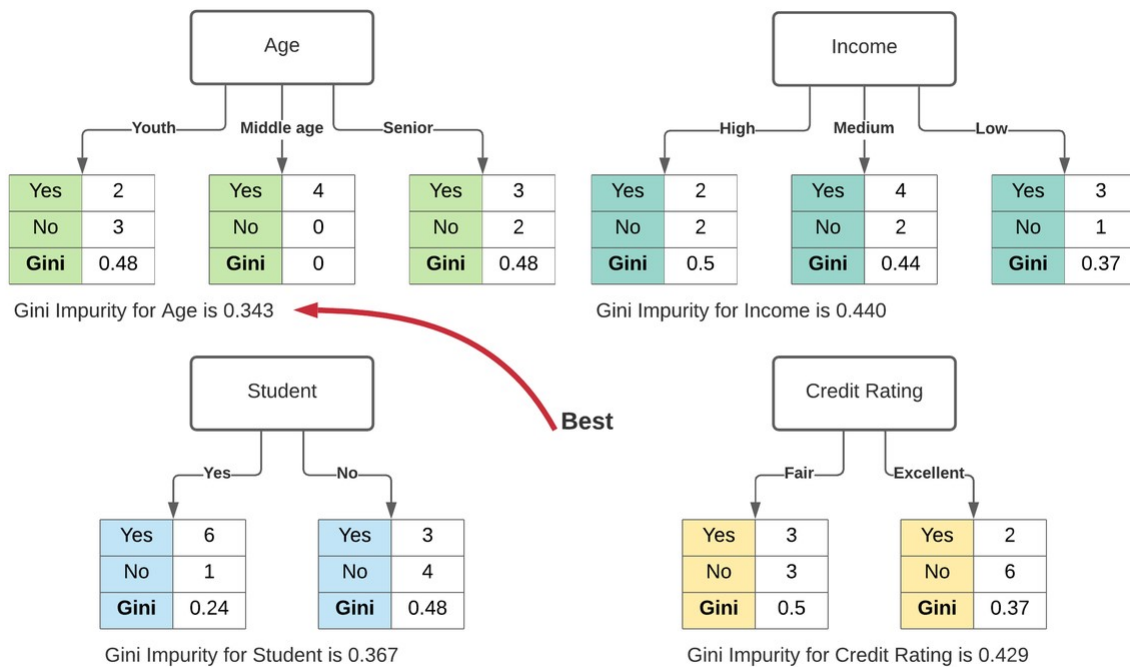 Age
Youth Middle age Senior
Yes 2
No 3
Gini 0.48
Yes 4
No 0
Gini 0
Yes 3
No 2
Gini 0.48
Gini Impurity for Age is 0.343
Income
High Medium Low
Yes 2
No 2
Gini 0.5
Yes 4
No 2
Gini 0.44
Yes 3
No 1
Gini 0.37
Gini Impurity for Income is 0.440
Best
Student
Yes No
Yes 6
No 1
Gini 0.24
Yes 3
No 4
Gini 0.48
Gini Impurity for Student is 0.367
Credit Rating
Fair Excellent
Yes 3
No 3
Gini 0.5
Yes 2
No 6
Gini 0.37
Gini Impurity for Credit Rating is 0.429